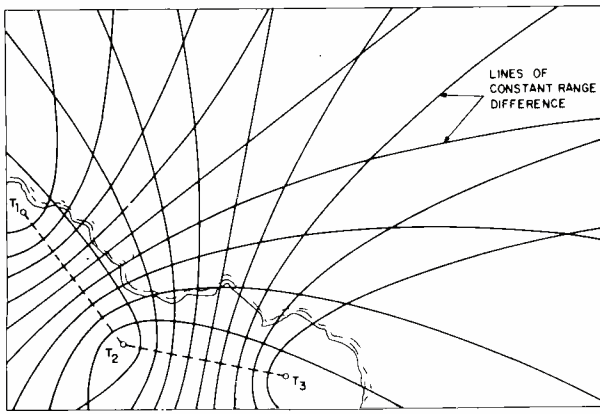 LINES OF
CONSTANT RANGE
DIFFERENCE
T1
T2
T3